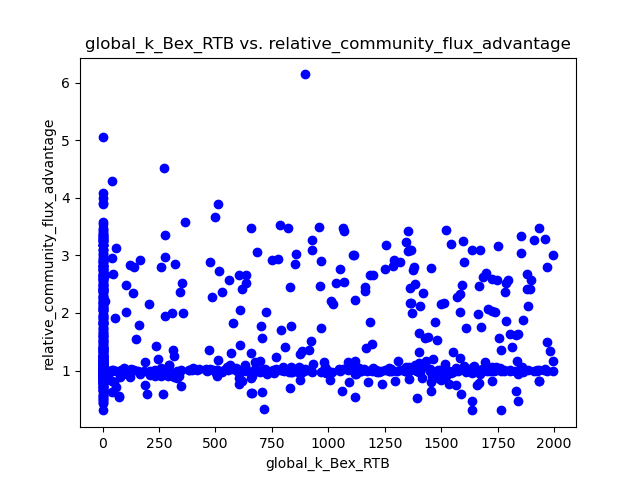 global_k_Bex_RTB vs. relative_community_flux_advantage
relative_community_flux_advantage
6
5
4
3
2
1
0 250 500 750 1000 1250 1500 1750 2000
global_k_Bex_RTB